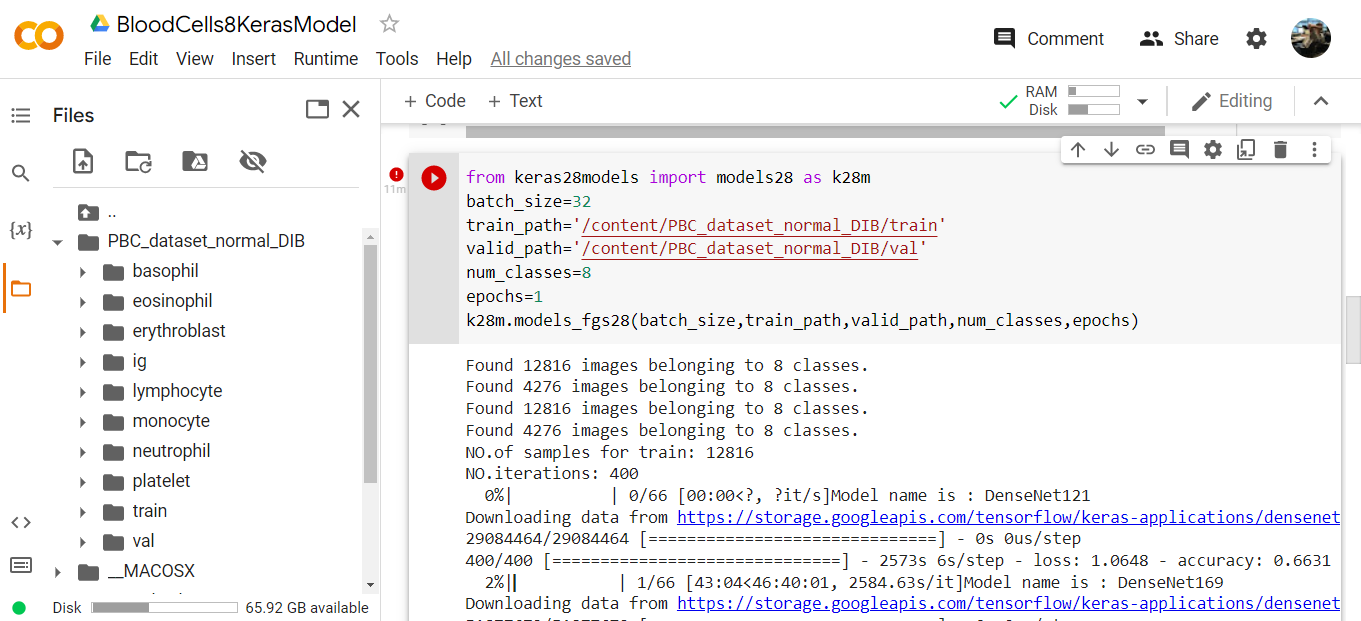 BloodCells8KerasModel
File Edit View Insert Runtime Tools Help All changes saved
Comment Share
Files
+ Code + Text
RAM
Disk
Editing
{x}
..
PBC_dataset_normal_DIB
basophil
eosinophil
erythroblast
ig
lymphocyte
monocyte
neutrophil
platelet
train
val
__MACOSX
Disk 65.92 GB available
11m
from keras28models import models28 as k28m
batch_size=32
train_path='/content/PBC_dataset_normal_DIB/train'
valid_path='/content/PBC_dataset_normal_DIB/val'
num_classes=8
epochs=1
k28m.models_fgs28(batch_size,train_path,valid_path,num_classes,epochs)
Found 12816 images belonging to 8 classes.
Found 4276 images belonging to 8 classes.
Found 12816 images belonging to 8 classes.
Found 4276 images belonging to 8 classes.
NO.of samples for train: 12816
NO.iterations: 400
0%| | 0/66 [00:00<?, ?it/s]Model name is : DenseNet121
Downloading data from https://storage.googleapis.com/tensorflow/keras-applications/densenet
29084464/29084464 [==============================] - 0s 0us/step
400/400 [==============================] - 2573s 6s/step - loss: 1.0648 - accuracy: 0.6631
2%| | 1/66 [43:04<46:40:01, 2584.63s/it]Model name is : DenseNet169
Downloading data from https://storage.googleapis.com/tensorflow/keras-applications/densenet